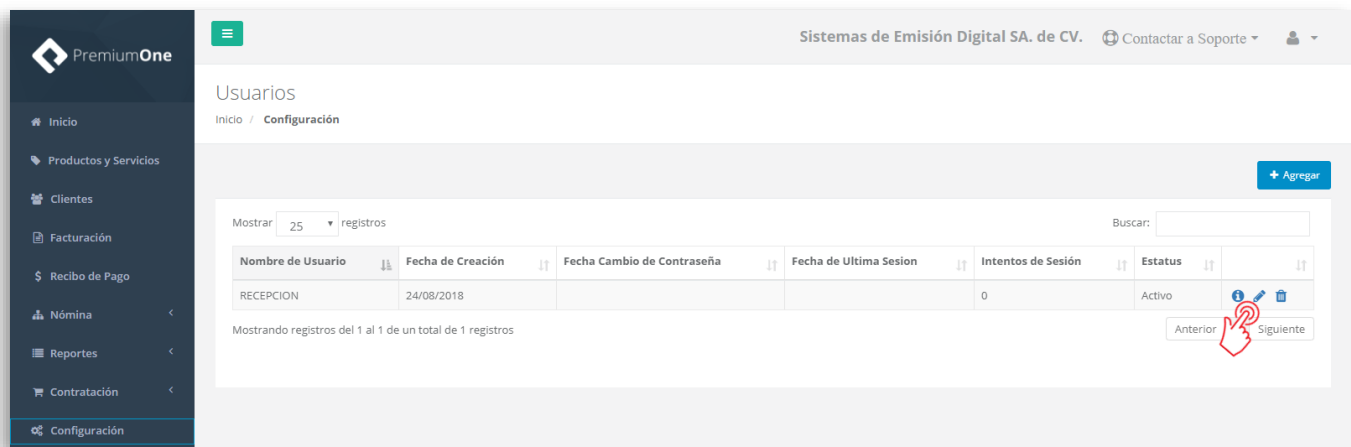 PremiumOne
Inicio
Productos y Servicios
Clientes
Facturación
Recibo de Pago
Nómina
Reportes
Contratación
Configuración
Sistemas de Emisión Digital SA. de CV. Contactar a Soporte
Usuarios
Inicio / Configuración
+ Agregar
Mostrar 25 registros Buscar:
Nombre de Usuario Fecha de Creación Fecha Cambio de Contraseña Fecha de Ultima Sesion Intentos de Sesión Estatus
RECEPCION 24/08/2018 0 Activo
Mostrando registros del 1 al 1 de un total de 1 registros Anterior Siguiente